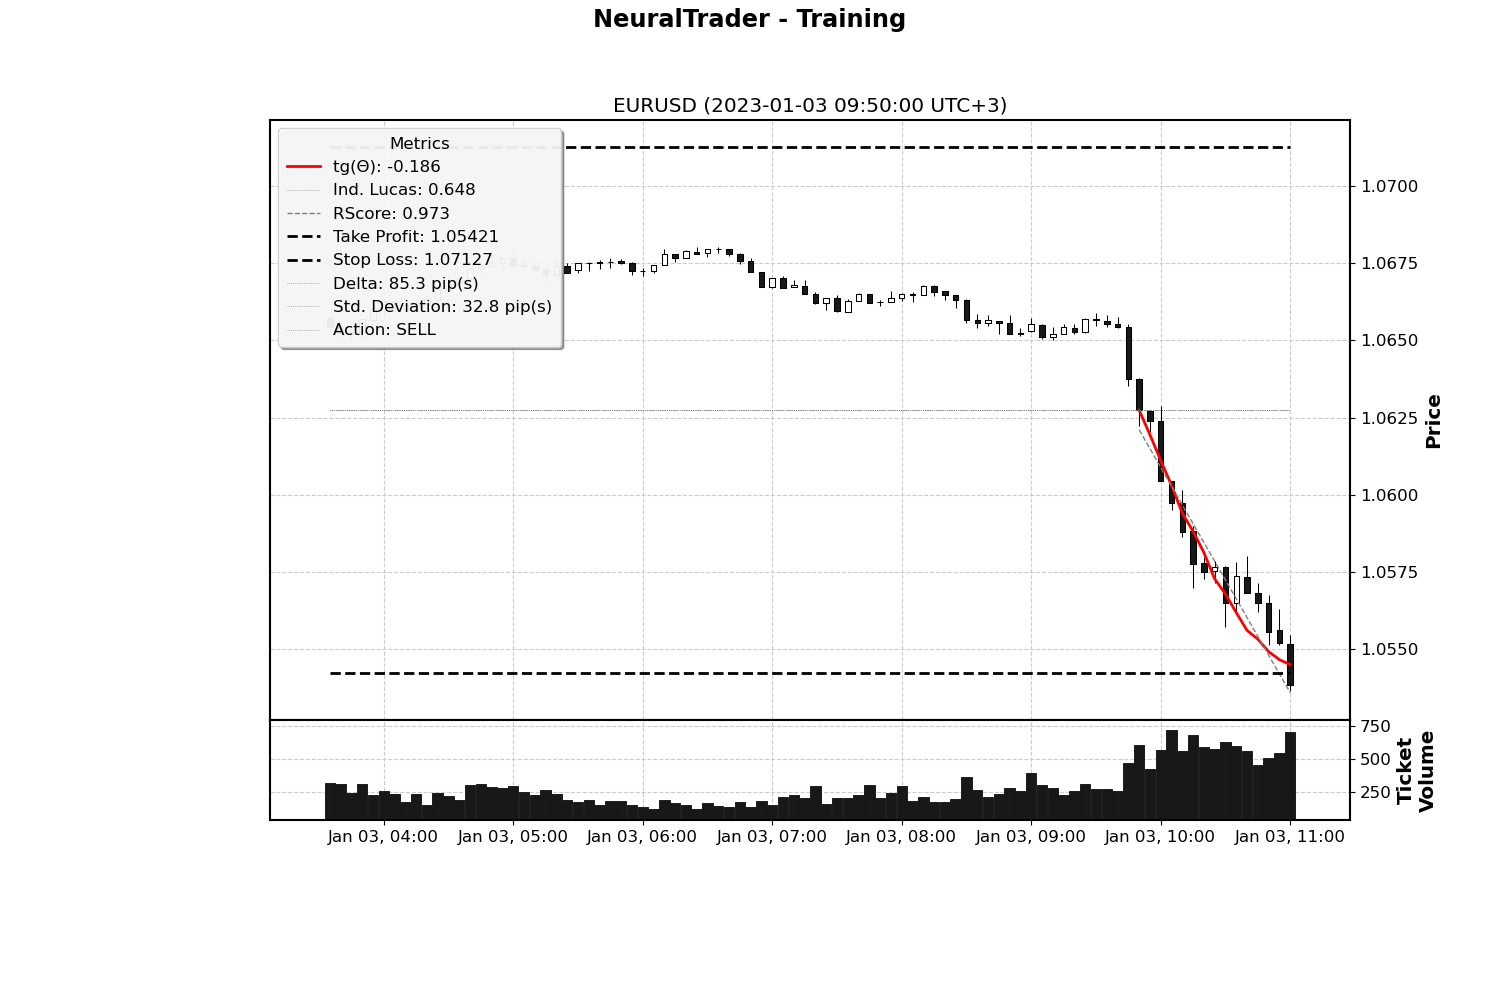 NeuralTrader - Training
EURUSD (2023-01-03 09:50:00 UTC+3)
Metrics
tg(Θ): -0.186
Ind. Lucas: 0.648
RScore: 0.973
Take Profit: 1.05421
Stop Loss: 1.07127
Delta: 85.3 pip(s)
Std. Deviation: 32.8 pip(s)
Action: SELL
1.0700
1.0675
1.0650
1.0625
1.0600
1.0575
1.0550
Price
750
500
250
Ticket
Volume
Jan 03, 04:00
Jan 03, 05:00
Jan 03, 06:00
Jan 03, 07:00
Jan 03, 08:00
Jan 03, 09:00
Jan 03, 10:00
Jan 03, 11:00